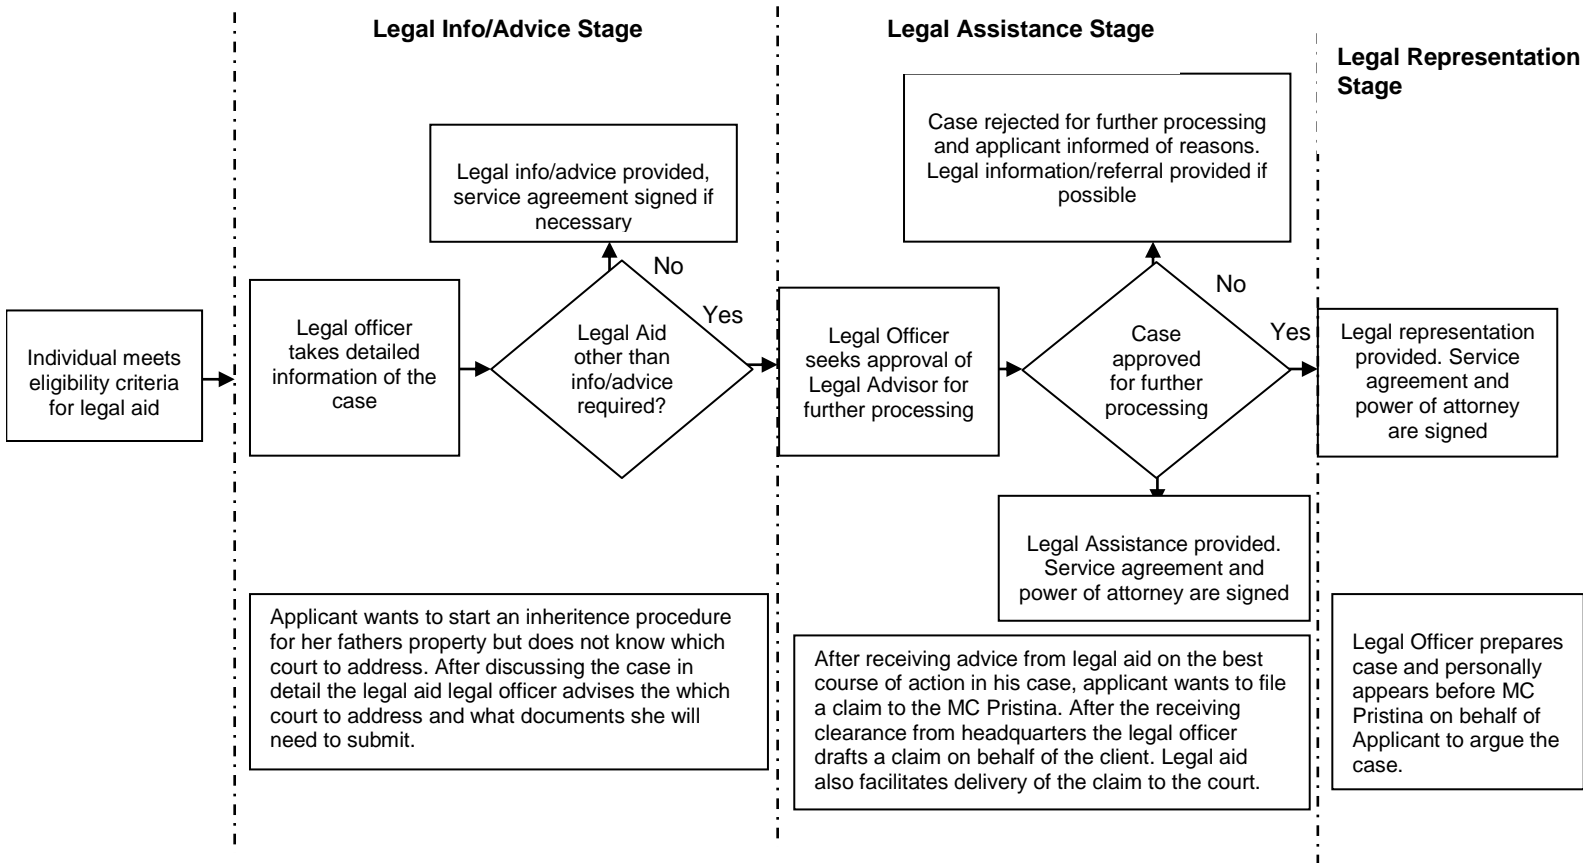 Legal Info/Advice Stage
Legal Assistance Stage
Legal Representation
Stage
Individual meets
eligibility criteria
for legal aid
Legal officer
takes detailed
information of the
case
Legal info/advice provided,
service agreement signed if
necessary
No
Yes
Legal Aid
other than
info/advice
required?
Legal Officer
seeks approval of
Legal Advisor for
further processing
Case rejected for further processing
and applicant informed of reasons.
Legal information/referral provided if
possible
No
Yes
Case
approved
for further
processing
Legal Assistance provided.
Service agreement and
power of attorney are signed
Legal representation
provided. Service
agreement and
power of attorney
are signed
Applicant wants to start an inheritence procedure
for her fathers property but does not know which
court to address. After discussing the case in
detail the legal aid legal officer advises the which
court to address and what documents she will
need to submit.
After receiving advice from legal aid on the best
course of action in his case, applicant wants to file
a claim to the MC Pristina. After the receiving
clearance from headquarters the legal officer
drafts a claim on behalf of the client. Legal aid
also facilitates delivery of the claim to the court.
Legal Officer prepares
case and personally
appears before MC
Pristina on behalf of
Applicant to argue the
case.